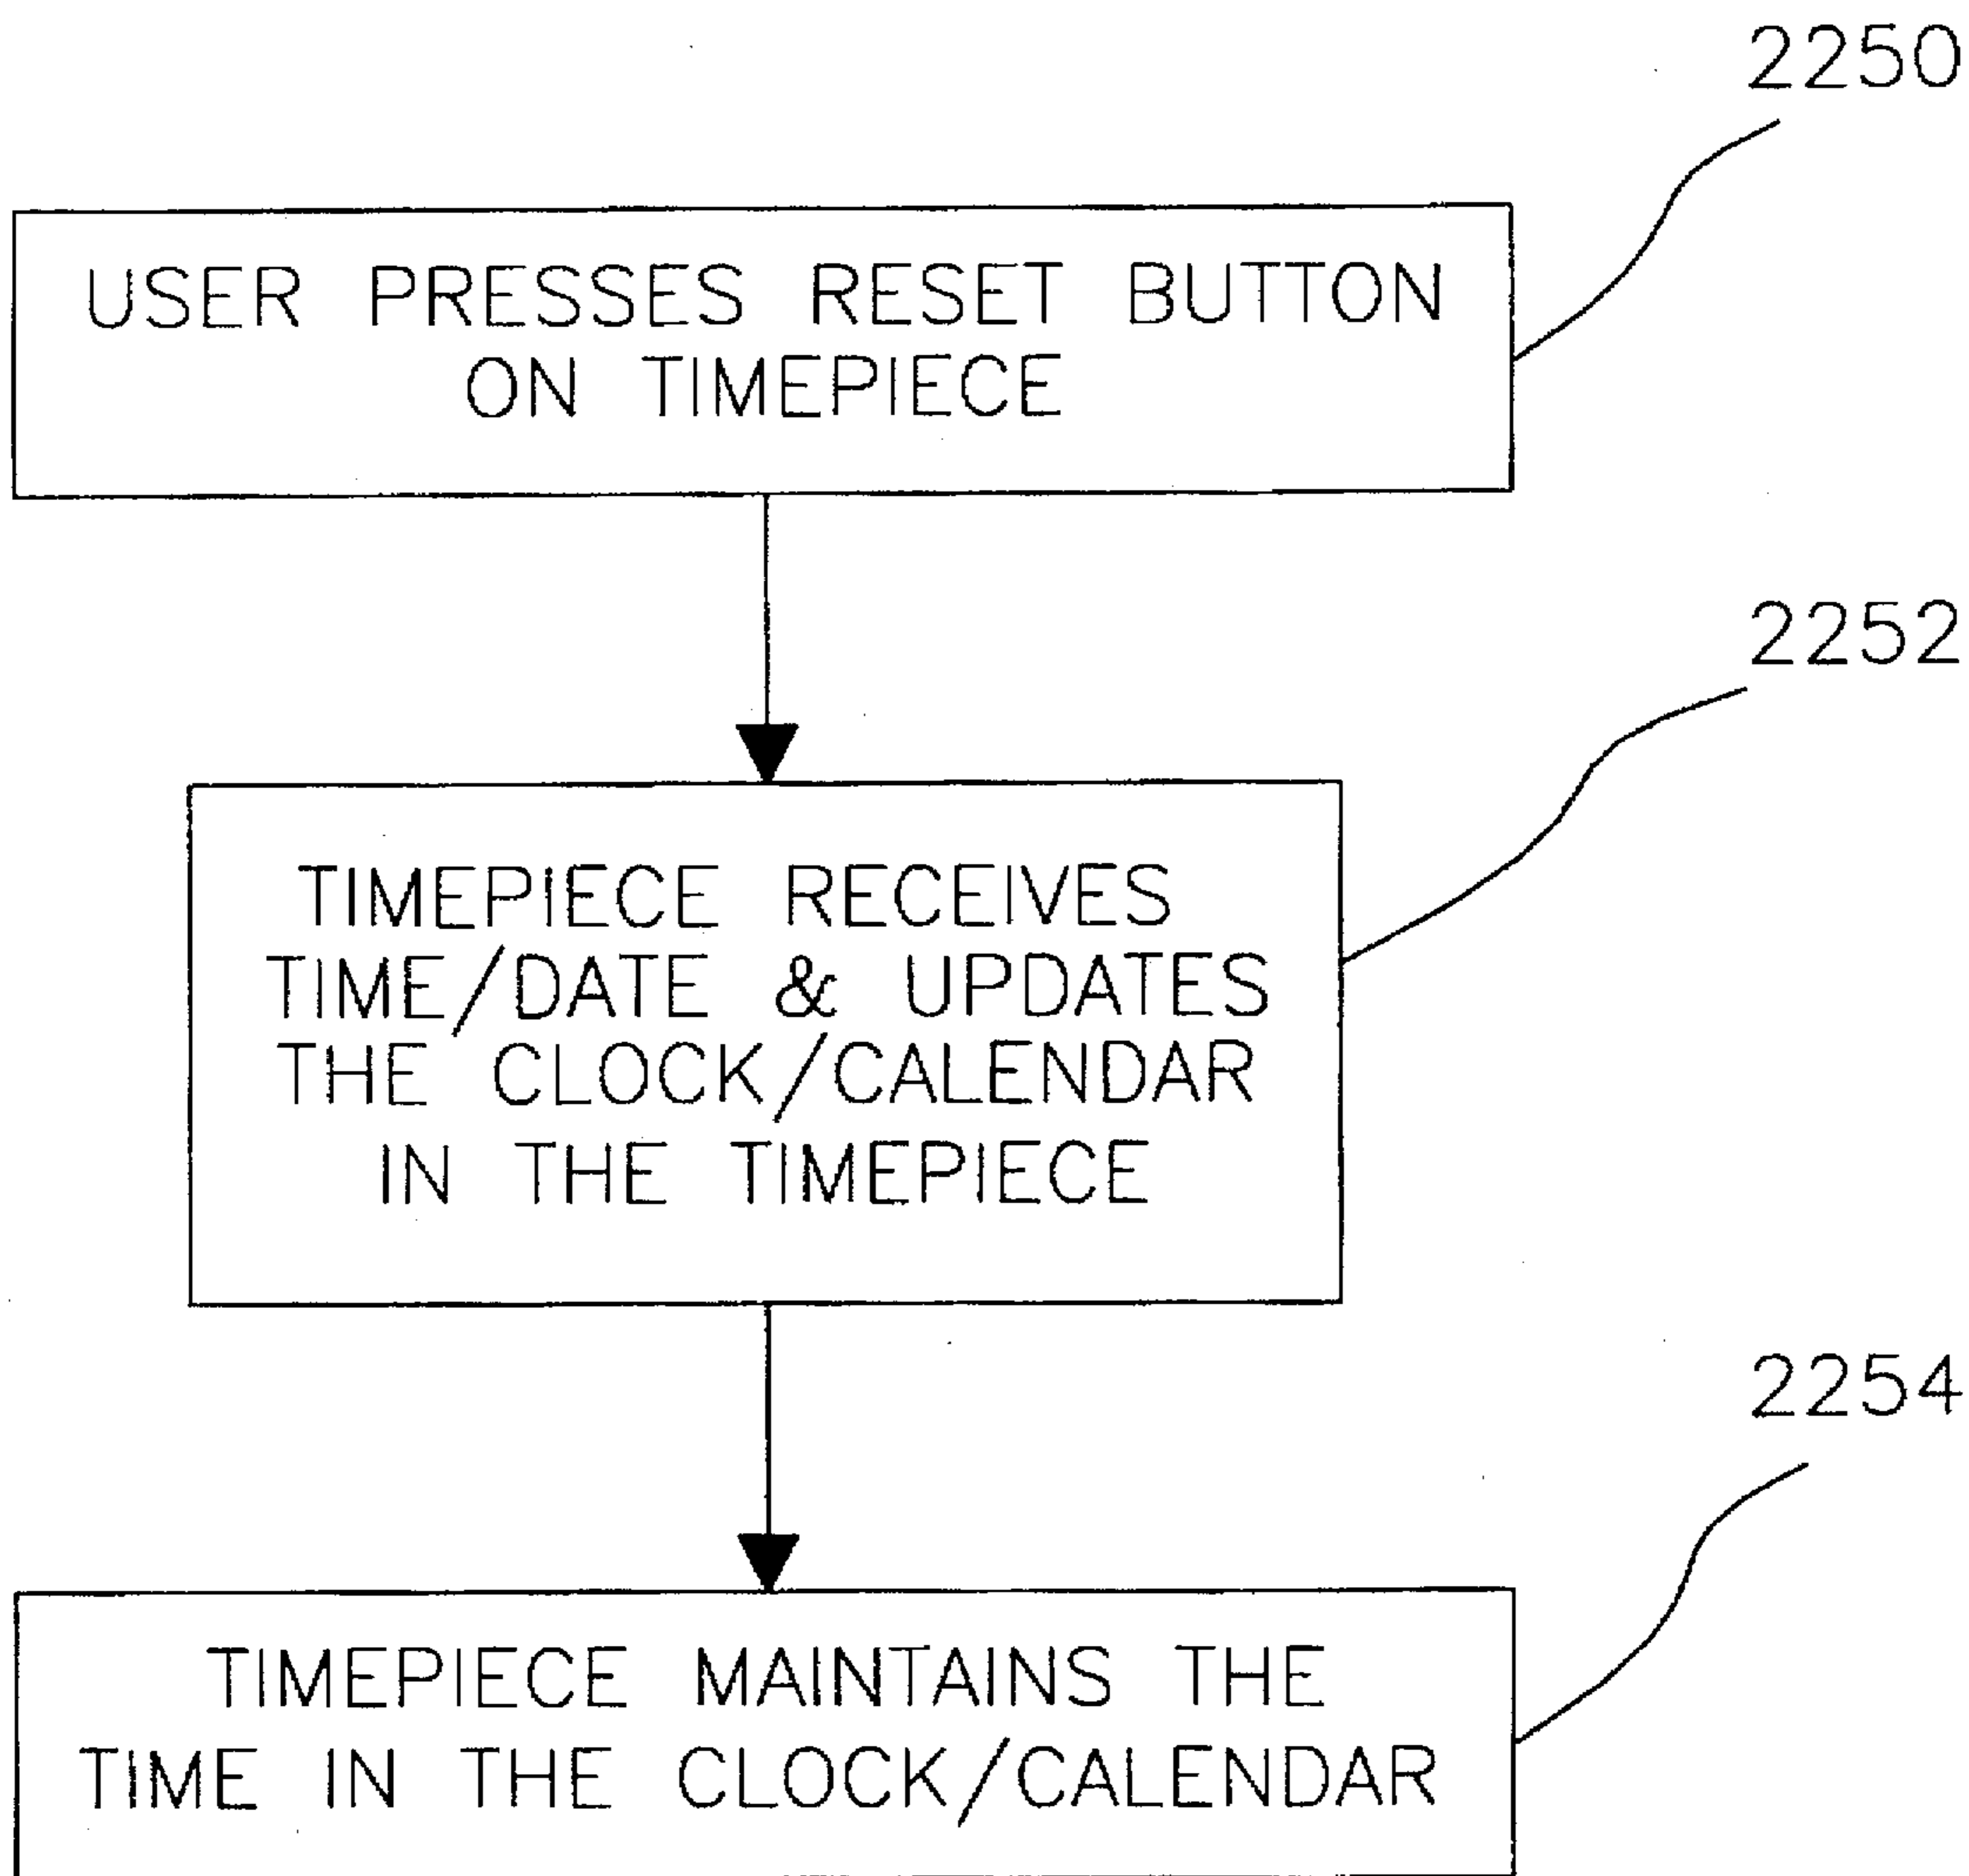 2250
USER PRESSES RESET BUTTON
ON TIMEPIECE
2252
TIMEPIECE RECEIVES
TIME/DATE & UPDATES
THE CLOCK/CALENDAR
IN THE TIMEPIECE
2254
TIMEPIECE MAINTAINS THE
TIME IN THE CLOCK/CALENDAR